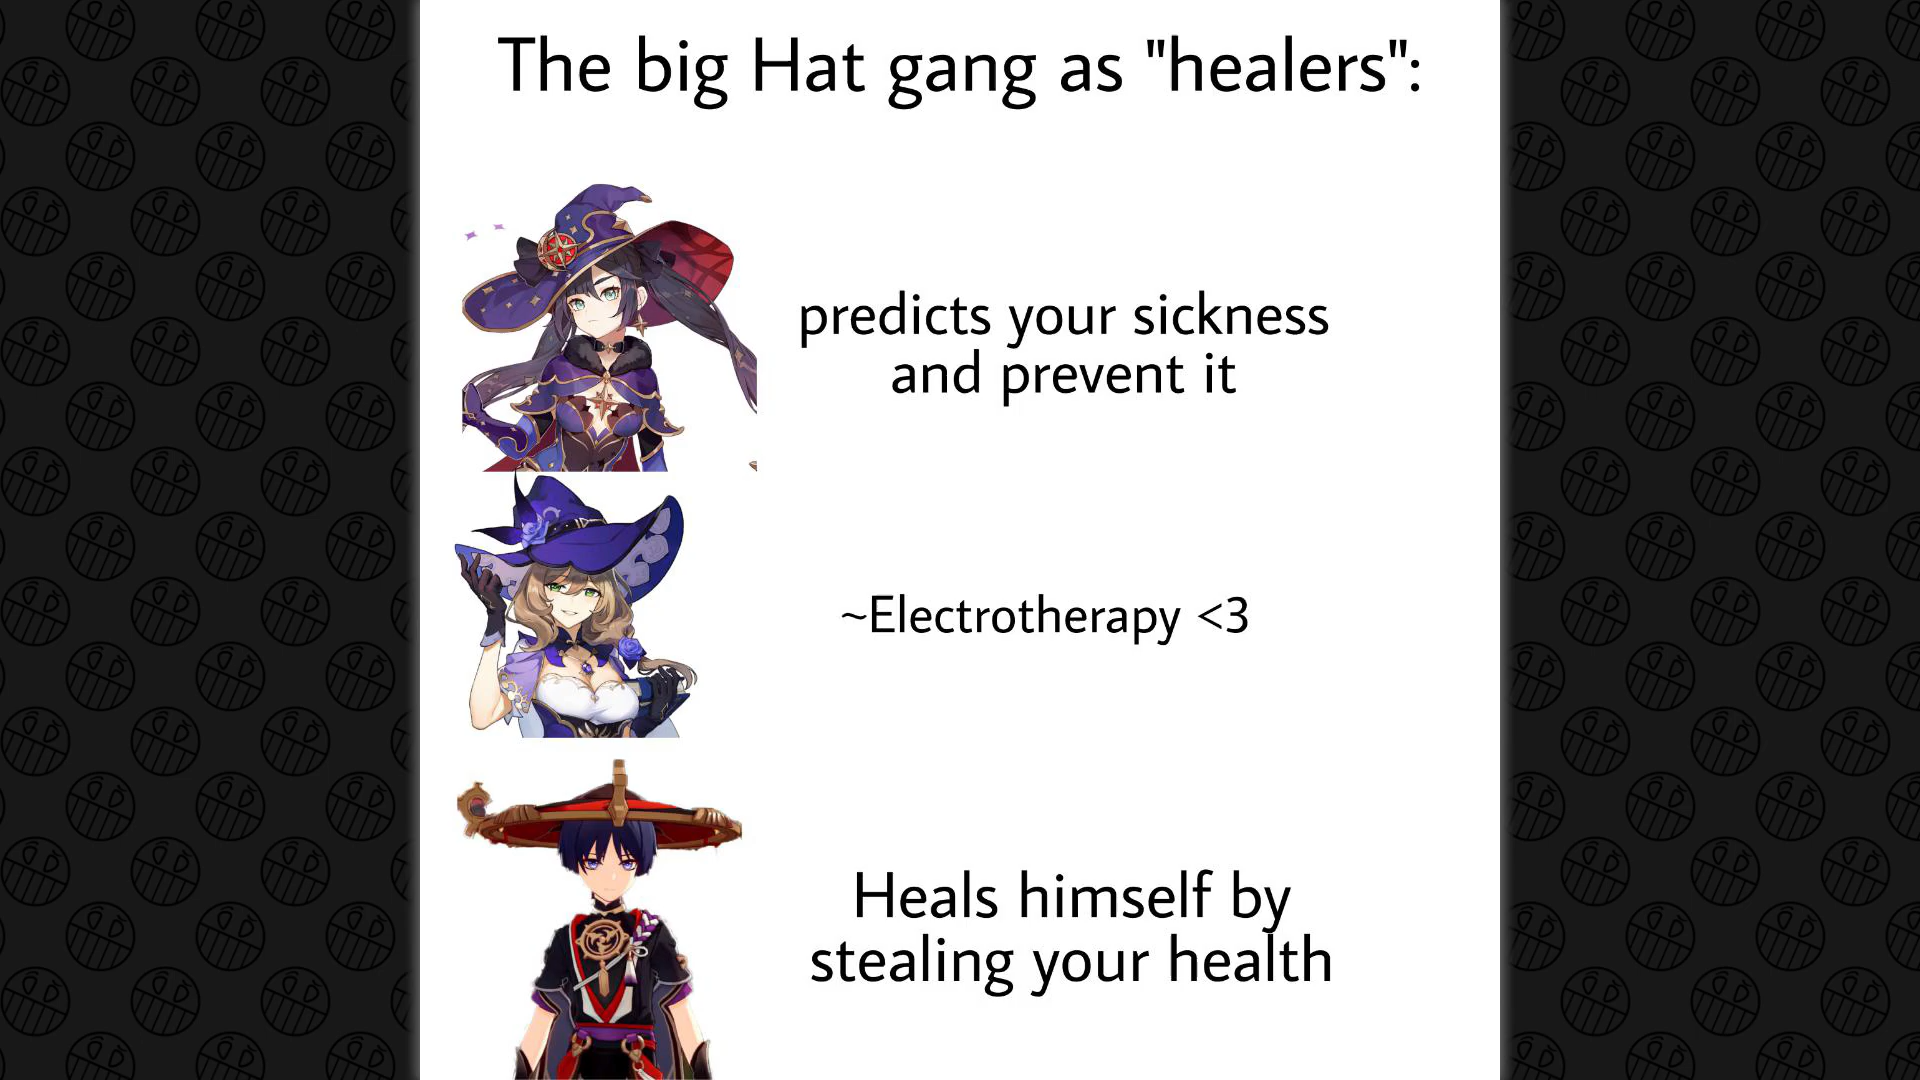 The big Hat gang as "healers":
predicts your sickness
and prevent it
~Electrotherapy <3
Heals himself by
stealing your health